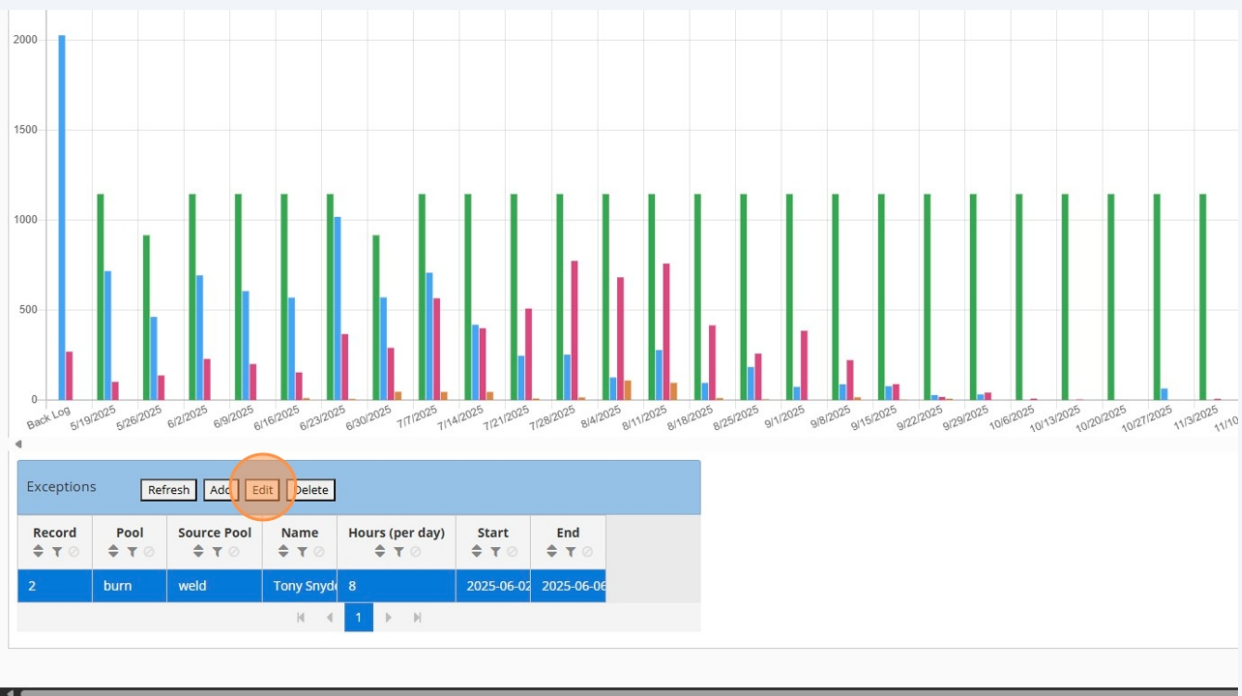 2000
1500
1000
500
0
Back Log 5/19/2025 5/26/2025 6/2/2025 6/9/2025 6/16/2025 6/23/2025 6/30/2025 7/7/2025 7/14/2025 7/21/2025 7/28/2025 8/4/2025 8/11/2025 8/18/2025 8/25/2025 9/1/2025 9/8/2025 9/15/2025 9/22/2025 9/29/2025 10/6/2025 10/13/2025 10/20/2025 10/27/2025 11/3/2025 11/10
Exceptions Refresh Add Edit Delete
Record Pool Source Pool Name Hours (per day) Start End
2 burn weld Tony Snyde 8 2025-06-02 2025-06-06
1